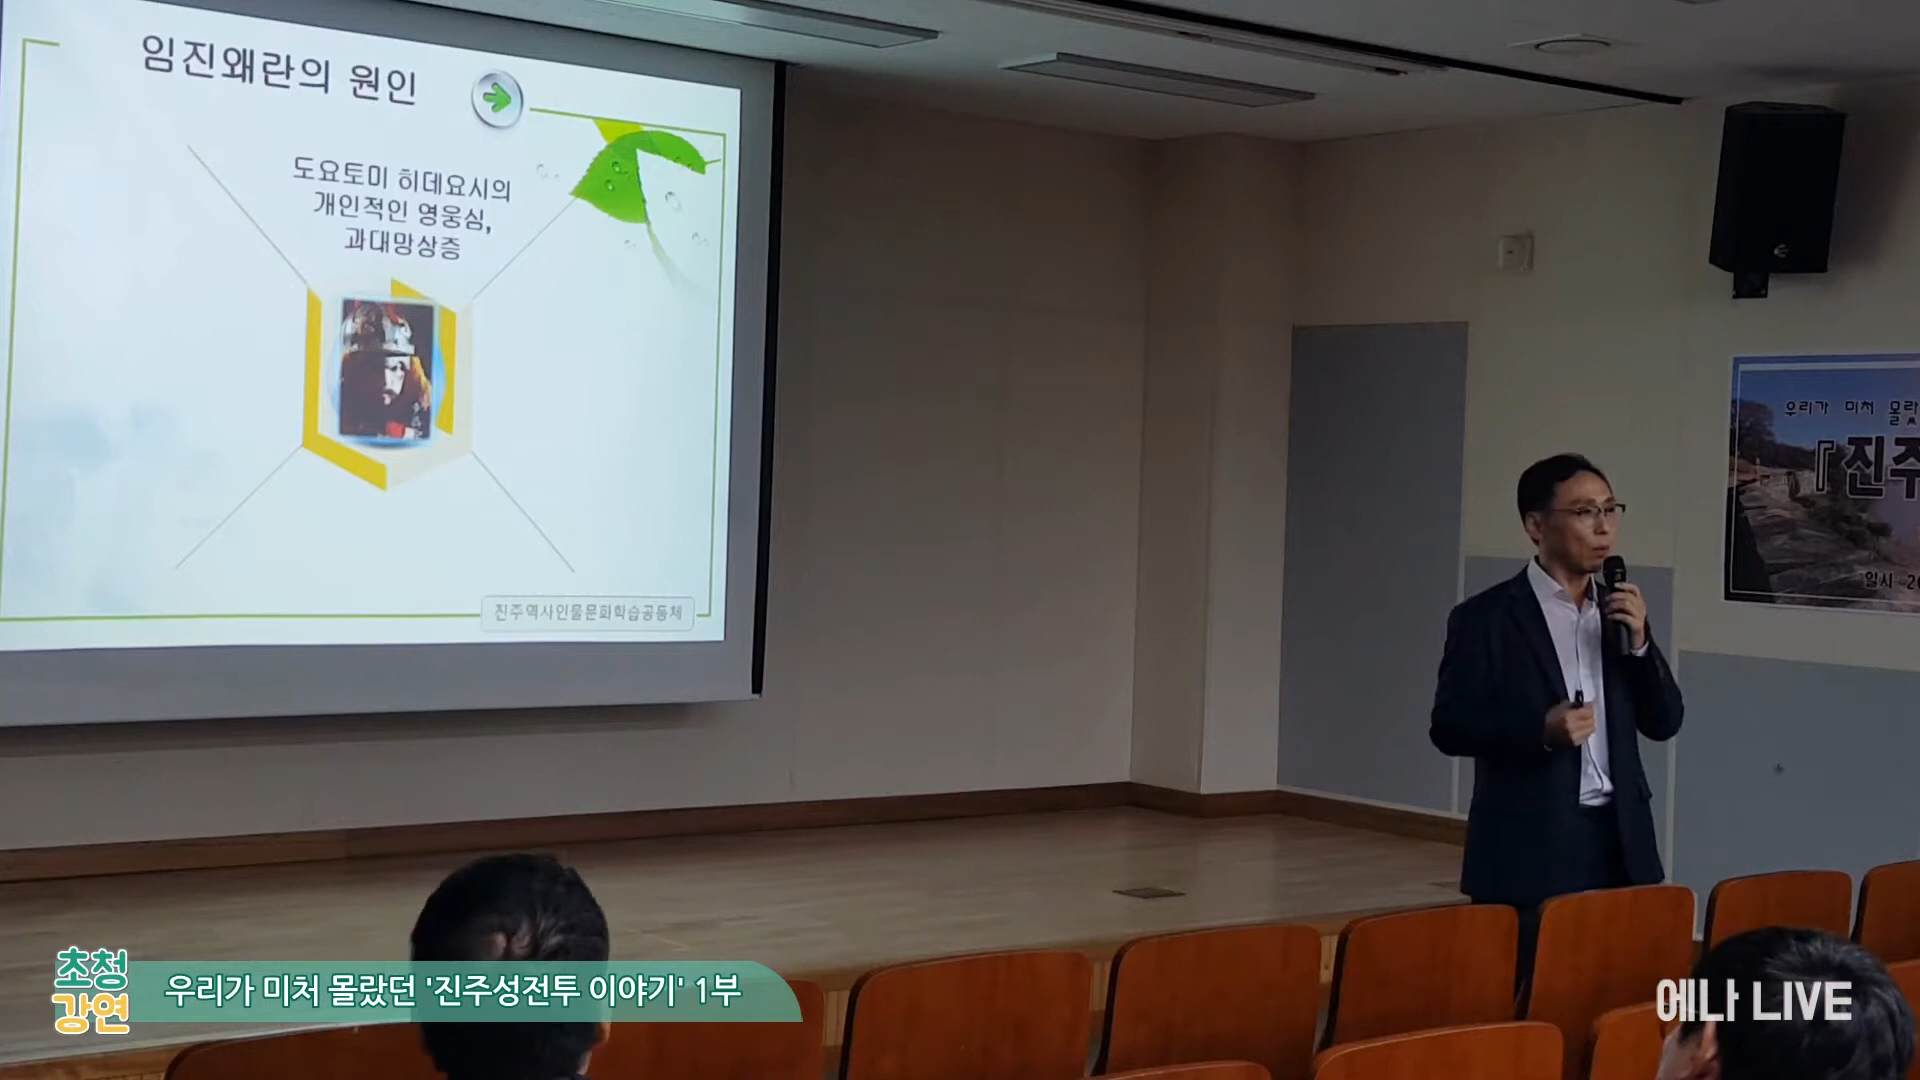 임진왜란의 원인
도요토미 히데요시의
개인적인 영웅심,
과대망상증
진주역사인물문화학습공동체
우리가 미처 몰랐
『진주
일시
초청
강연
우리가 미처 몰랐던 '진주성전투 이야기' 1부
에나 LIVE